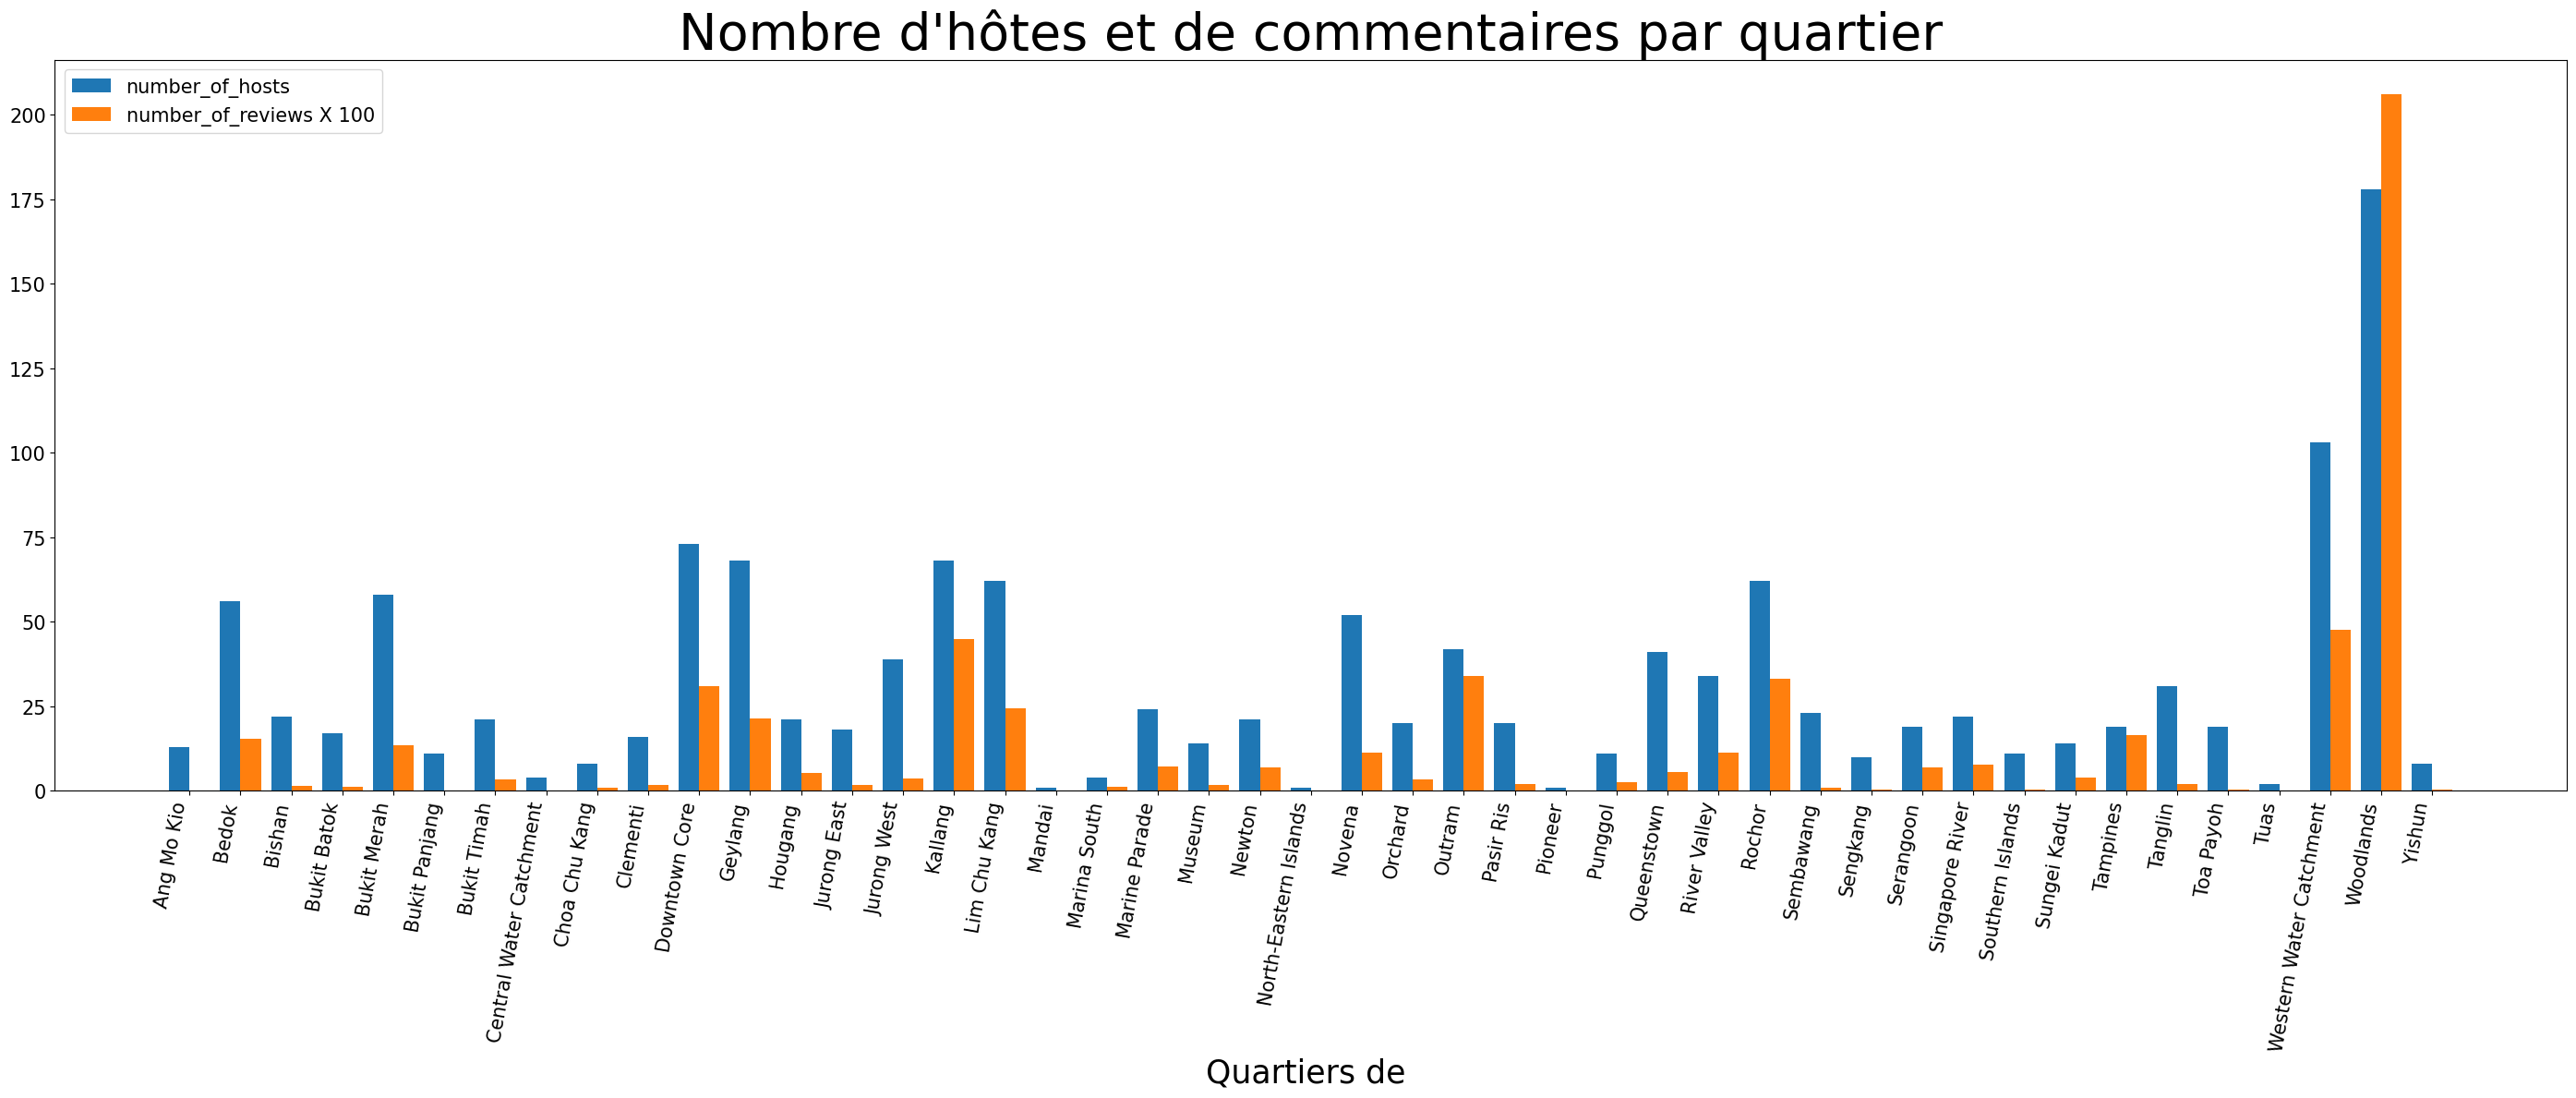 Nombre d'hôtes et de commentaires par quartier
number_of_hosts
number_of_reviews X 100
200
175
150
125
100
75
50
25
0
Ang Mo Kio
Bedok
Bishan
Bukit Batok
Bukit Merah
Bukit Panjang
Bukit Timah
Central Water Catchment
Choa Chu Kang
Clementi
Downtown Core
Geylang
Hougang
Jurong East
Jurong West
Kallang
Lim Chu Kang
Mandai
Marina South
Marine Parade
Museum
Newton
North-Eastern Islands
Novena
Orchard
Outram
Pasir Ris
Pioneer
Punggol
Queenstown
River Valley
Rochor
Sembawang
Sengkang
Serangoon
Singapore River
Southern Islands
Sungei Kadut
Tampines
Tanglin
Toa Payoh
Tuas
Western Water Catchment
Woodlands
Yishun
Quartiers de